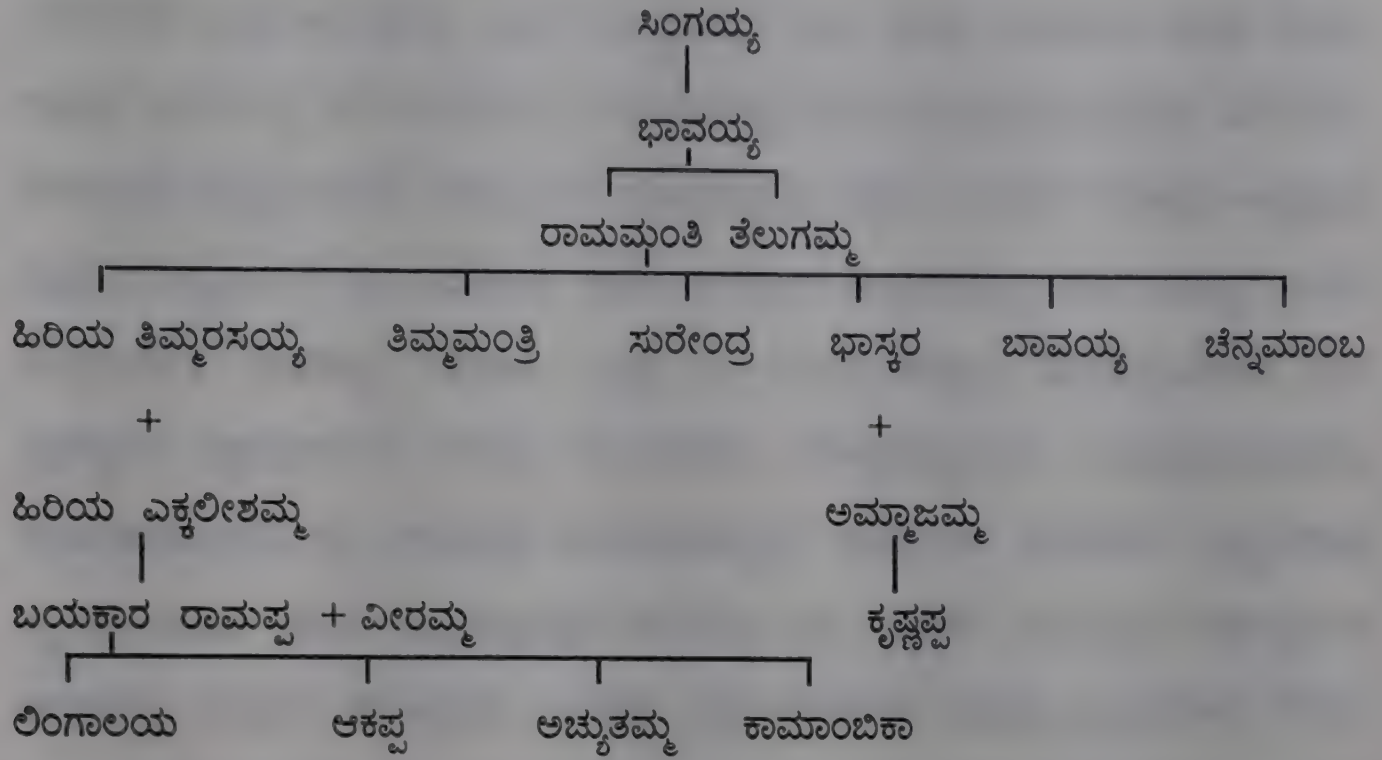 ಸಿಂಗಯ್ಯ
ಭಾವಯ್ಯ
ರಾಮಮಂತಿ ತೆಲುಗಮ್ಮ
ಹಿರಿಯ ತಿಮ್ಮರಸಯ್ಯ ತಿಮ್ಮಮಂತ್ರಿ ಸುರೇಂದ್ರ ಭಾಸ್ಕರ ಬಾವಯ್ಯ ಚೆನ್ನಮಾಂಬ
+ +
ಹಿರಿಯ ಎಕ್ಕಲೀಶಮ್ಮ ಅಮ್ಮಾಜಮ್ಮ
ಬಯಕಾರ ರಾಮಪ್ಪ + ವೀರಮ್ಮ ಕೃಷ್ಣಪ್ಪ
ಲಿಂಗಾಲಯ ಆಕಪ್ಪ ಅಚ್ಯುತಮ್ಮ ಕಾಮಾಂಬಿಕಾ